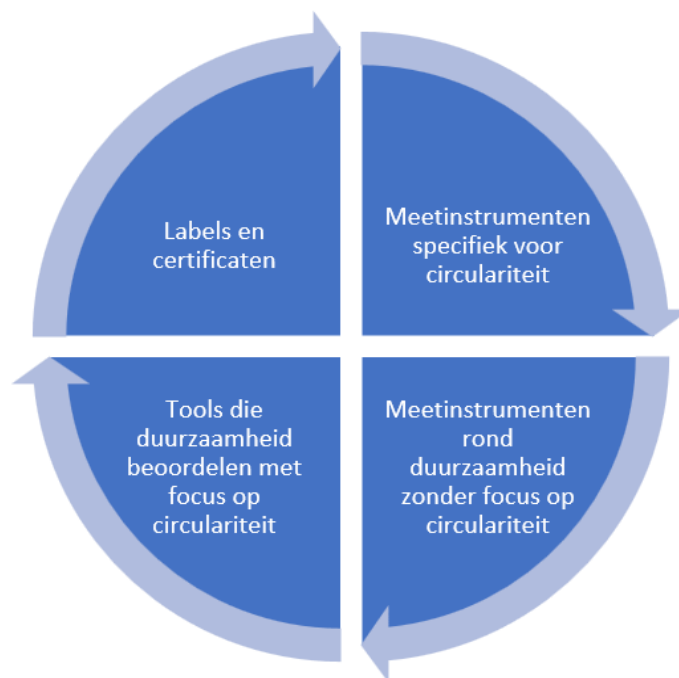 Labels en
certificaten
Meetinstrumenten
specifiek voor
circulariteit
Tools die
duurzaamheid
beoordelen met
focus op
circulariteit
Meetinstrumenten
rond
duurzaamheid
zonder focus op
circulariteit